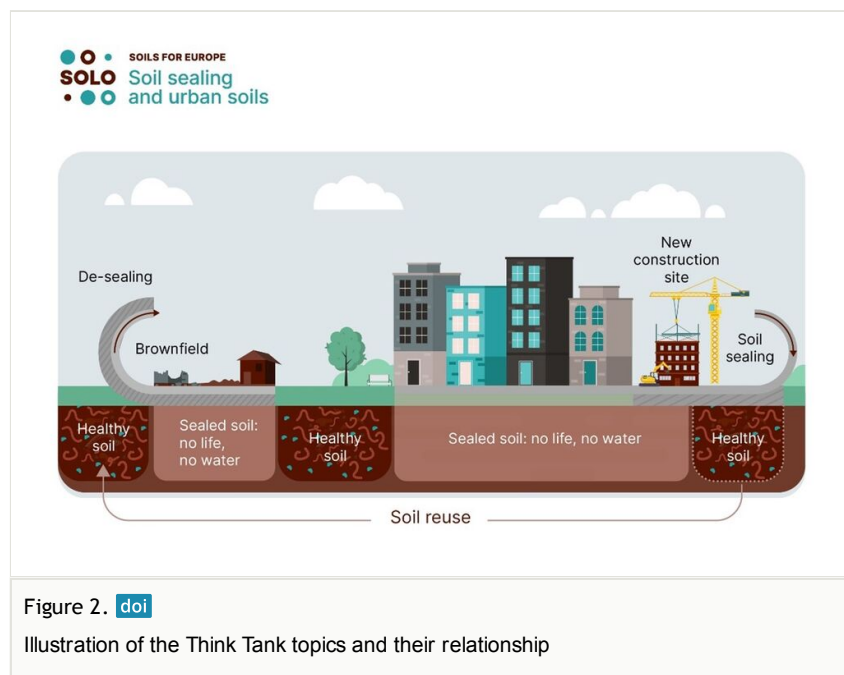 SOILS FOR EUROPE
SOLO
Soil sealing
and urban soils
De-sealing
Brownfield
New
construction
site
Soil
sealing
Healthy
soil
Sealed soil:
no life,
no water
Healthy
soil
Sealed soil: no life, no water
Healthy
soil
Soil reuse
Figure 2. doi
Illustration of the Think Tank topics and their relationship